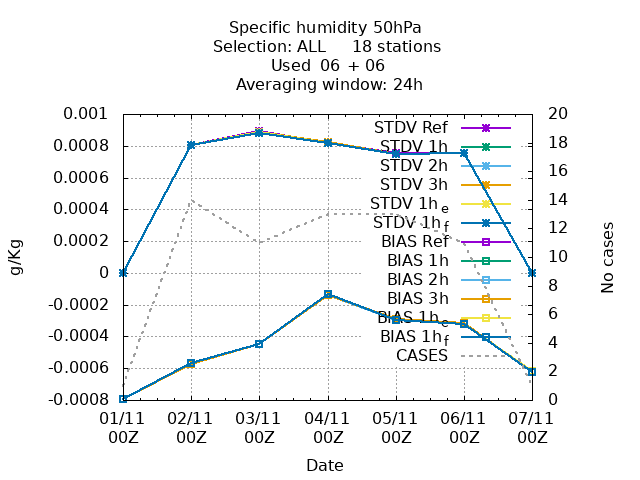 Specific humidity 50hPa
Selection: ALL 18 stations
Used 06 + 06
Averaging window: 24h
g/Kg
0.001
0.0008
0.0006
0.0004
0.0002
0
-0.0002
-0.0004
-0.0006
-0.0008
STDV Ref
STDV 1h
STDV 2h
STDV 3h
STDV 1h e
STDV 1h f
BIAS Ref
BIAS 1h
BIAS 2h
BIAS 3h
BIAS 1h e
BIAS 1h f
CASES
20
18
16
14
12
10
8
6
4
2
0
No cases
01/11 02/11 03/11 04/11 05/11 06/11 07/11
00Z 00Z 00Z 00Z 00Z 00Z 00Z
Date